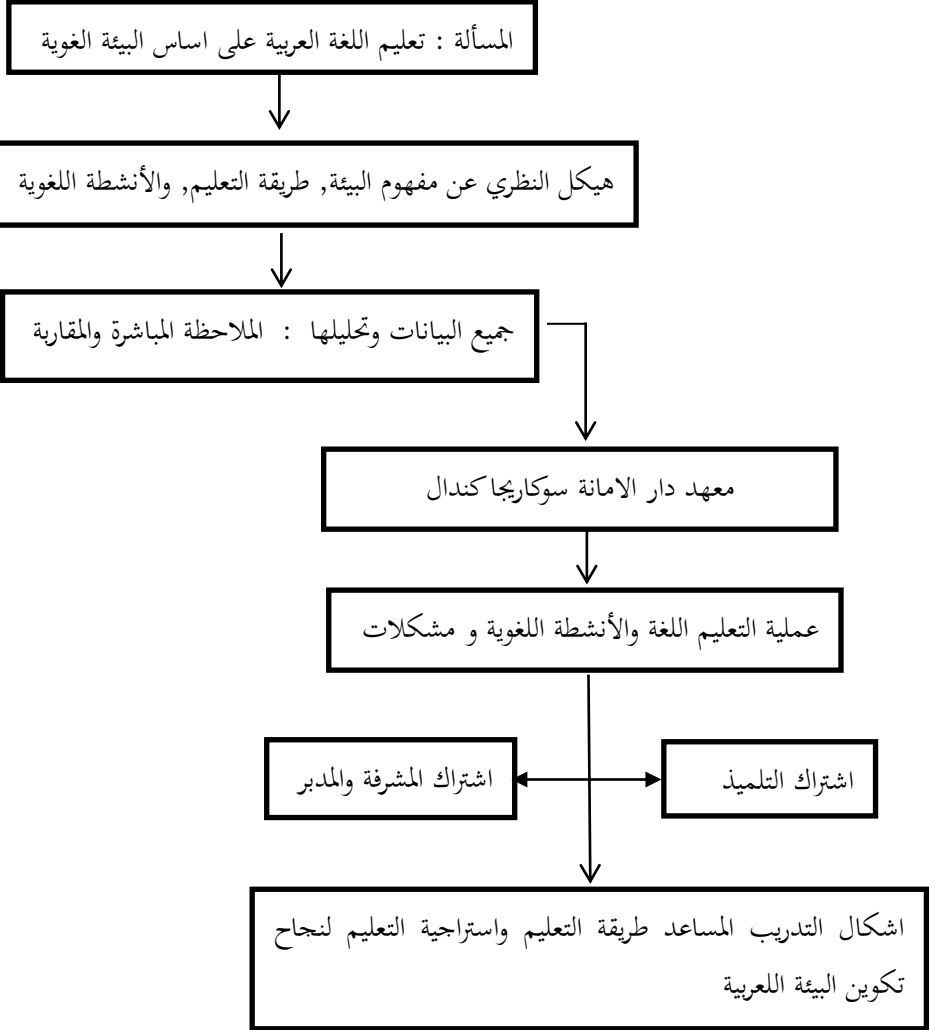 المسألة : تعليم اللغة العربية على اساس البيئة الغوية
هيكل النظري عن مفهوم البيئة, طريقة التعليم, والأنشطة اللغوية
جميع البيانات وتحليلها : الملاحظة المباشرة والمقاربة
معهد دار الامانة سوكاريجا كندال
عملية التعليم اللغة والأنشطة اللغوية و مشكلات
اشتراك التلميذ
اشتراك المشرفة والمدبر
اشكال التدريب المساعد طريقة التعليم واستراجية التعليم لنجاح
تكوين البيئة اللعربية